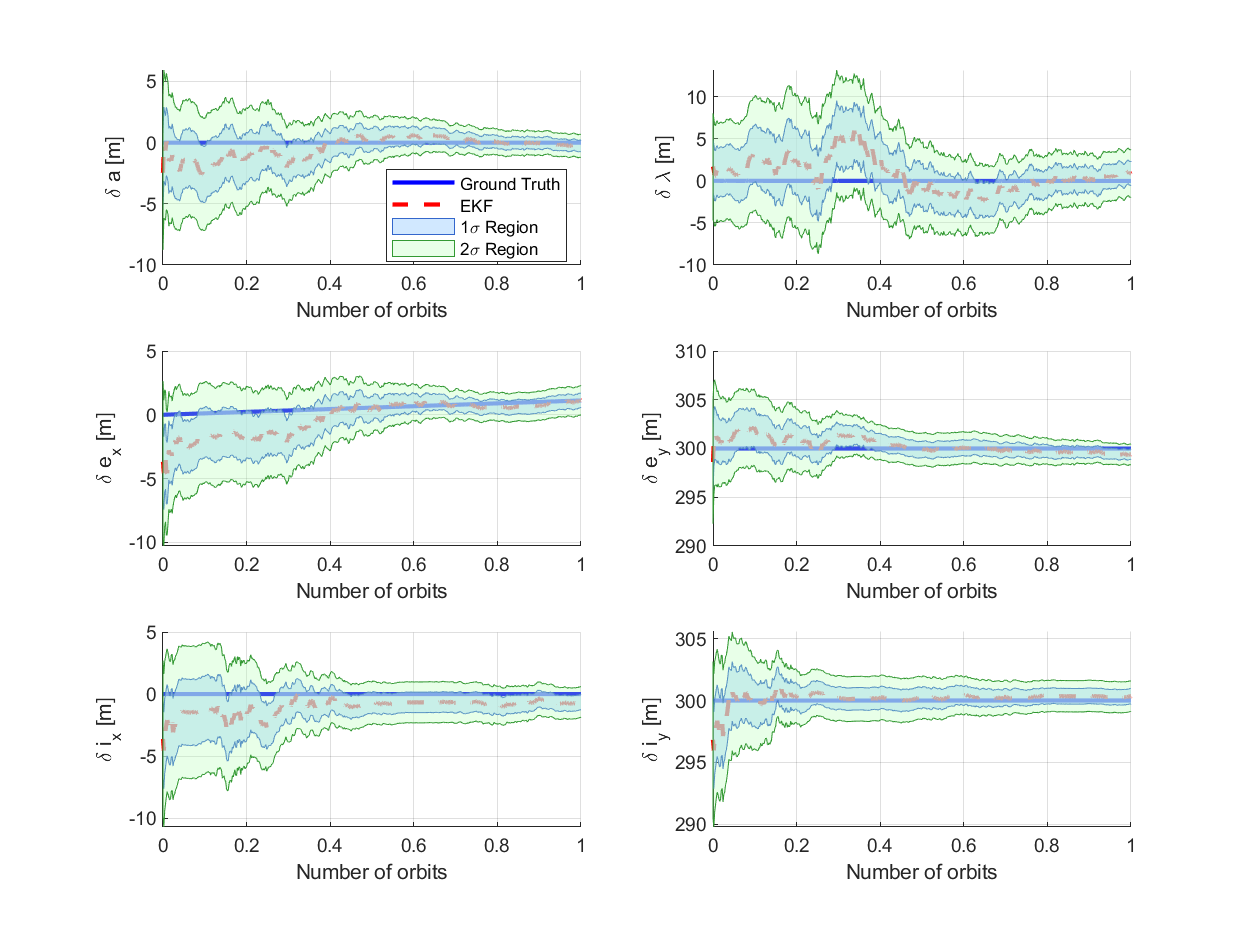 δ a [m]
5
0
-5
-10
0 0.2 0.4 0.6 0.8 1
Number of orbits
Ground Truth
EKF
1σ Region
2σ Region
δ λ [m]
10
5
0
-5
-10
0 0.2 0.4 0.6 0.8 1
Number of orbits
δ e_x [m]
5
0
-5
-10
0 0.2 0.4 0.6 0.8 1
Number of orbits
δ e_y [m]
310
305
300
295
290
0 0.2 0.4 0.6 0.8 1
Number of orbits
δ i_x [m]
5
0
-5
-10
0 0.2 0.4 0.6 0.8 1
Number of orbits
δ i_y [m]
305
300
295
290
0 0.2 0.4 0.6 0.8 1
Number of orbits